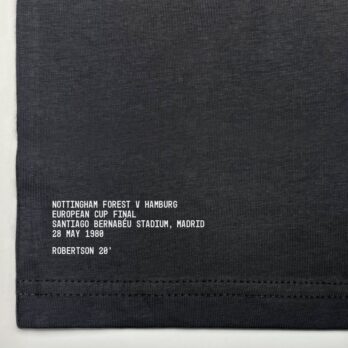 NOTTINGHAM FOREST V HAMBURG
EUROPEAN CUP FINAL
SANTIAGO BERNABÉU STADIUM, MADRID
28 MAY 1980
ROBERTSON 20'